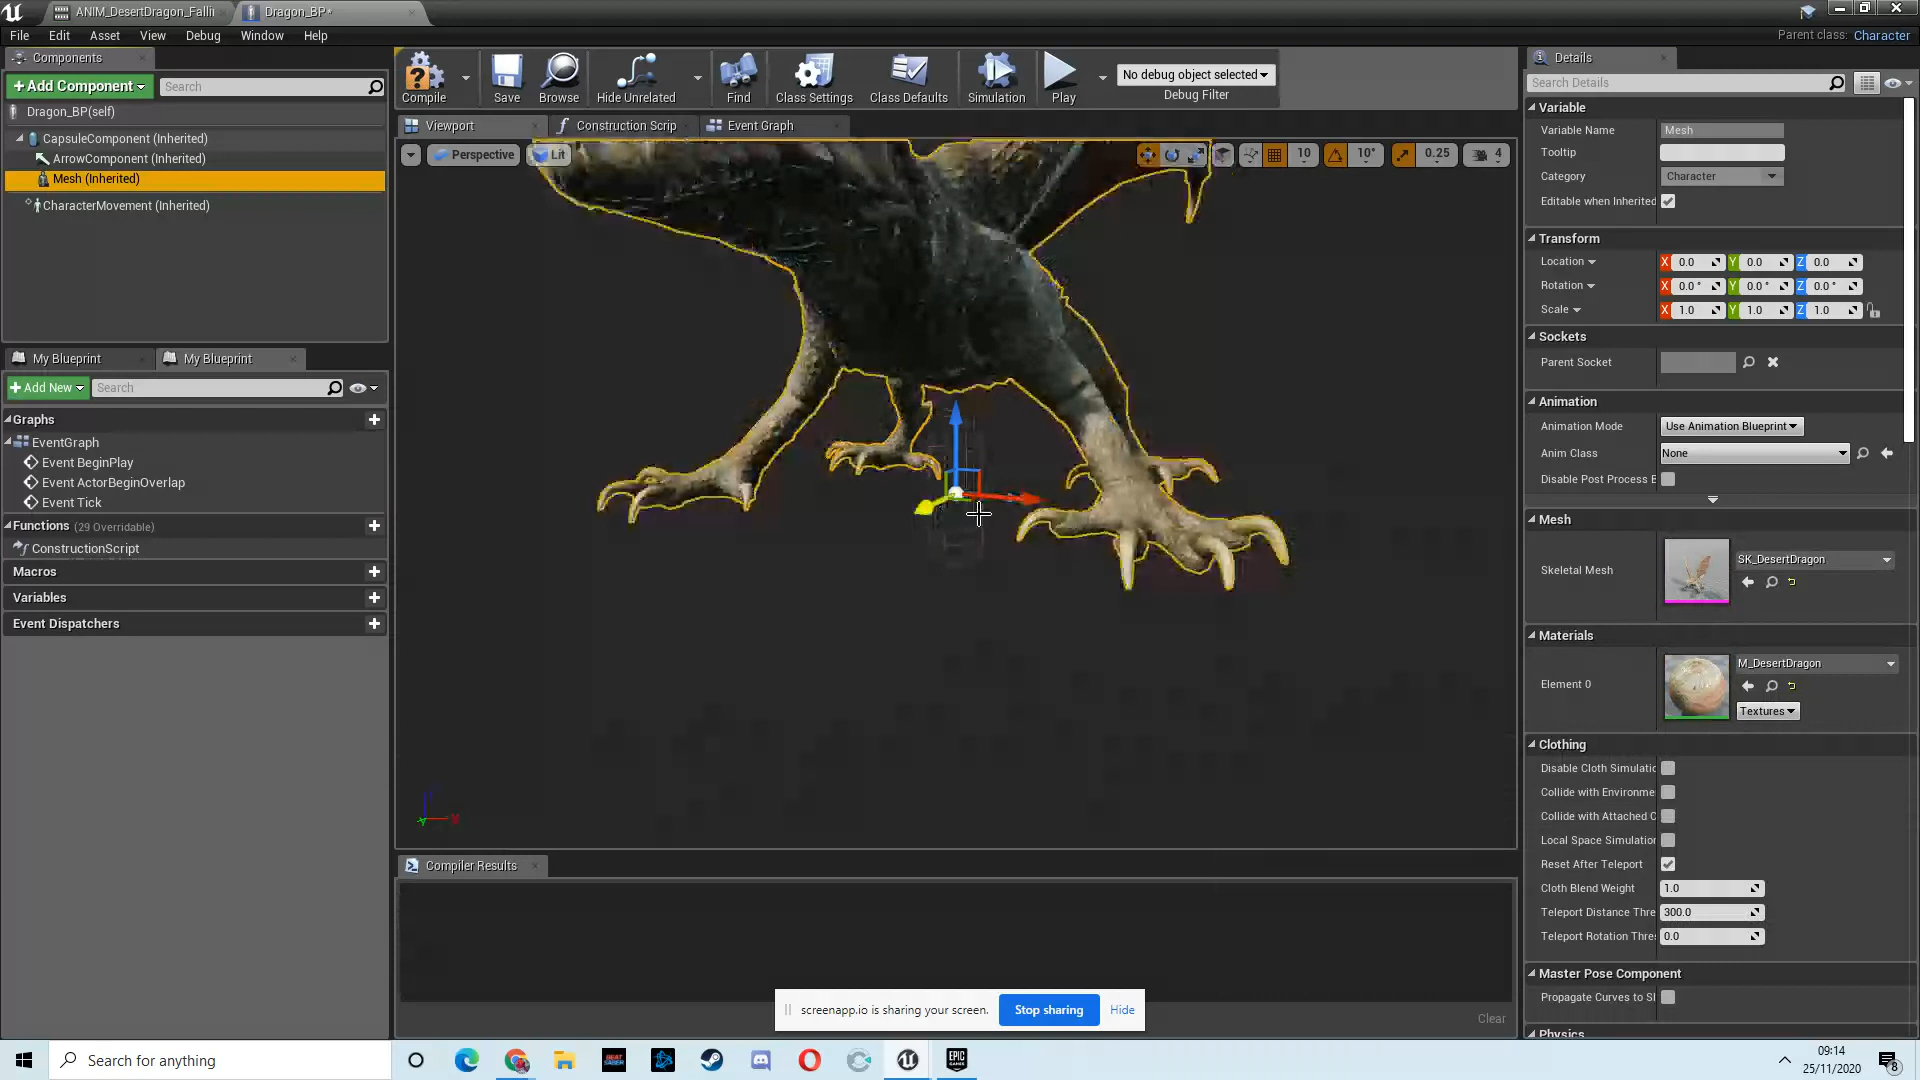 ANIM_DesertDragon_Falli
Dragon_BP*
File Edit Asset View Debug Window Help
Parent class: Character
Components
+Add Component
Search
Dragon_BP(self)
CapsuleComponent (Inherited)
ArrowComponent (Inherited)
Mesh (Inherited)
CharacterMovement (Inherited)
My Blueprint
My Blueprint
+Add New
Search
Graphs
EventGraph
Event BeginPlay
Event ActorBeginOverlap
Event Tick
Functions (29 Overridable)
ConstructionScript
Macros
Variables
Event Dispatchers
Compile Save Browse Hide Unrelated Find Class Settings Class Defaults Simulation Play
No debug object selected
Debug Filter
Viewport
Construction Scrip
Event Graph
Perspective
Lit
10
10°
0.25
4
Compiler Results
Clear
screenapp.io is sharing your screen.
Stop sharing
Hide
Details
Search Details
Variable
Variable Name Mesh
Tooltip
Category Character
Editable when Inherited
Transform
Location X 0.0 Y 0.0 Z 0.0
Rotation X 0.0 ° Y 0.0 ° Z 0.0 °
Scale X 1.0 Y 1.0 Z 1.0
Sockets
Parent Socket
Animation
Animation Mode Use Animation Blueprint
Anim Class None
Disable Post Process B
Mesh
Skeletal Mesh
SK_DesertDragon
Materials
Element 0
M_DesertDragon
Textures
Clothing
Disable Cloth Simulatic
Collide with Environme
Collide with Attached C
Local Space Simulation
Reset After Teleport
Cloth Blend Weight 1.0
Teleport Distance Thre 300.0
Teleport Rotation Thres 0.0
Master Pose Component
Propagate Curves to Sl
Physics
Search for anything
BEAT SABER
EPIC GAMES
09:14
25/11/2020
8